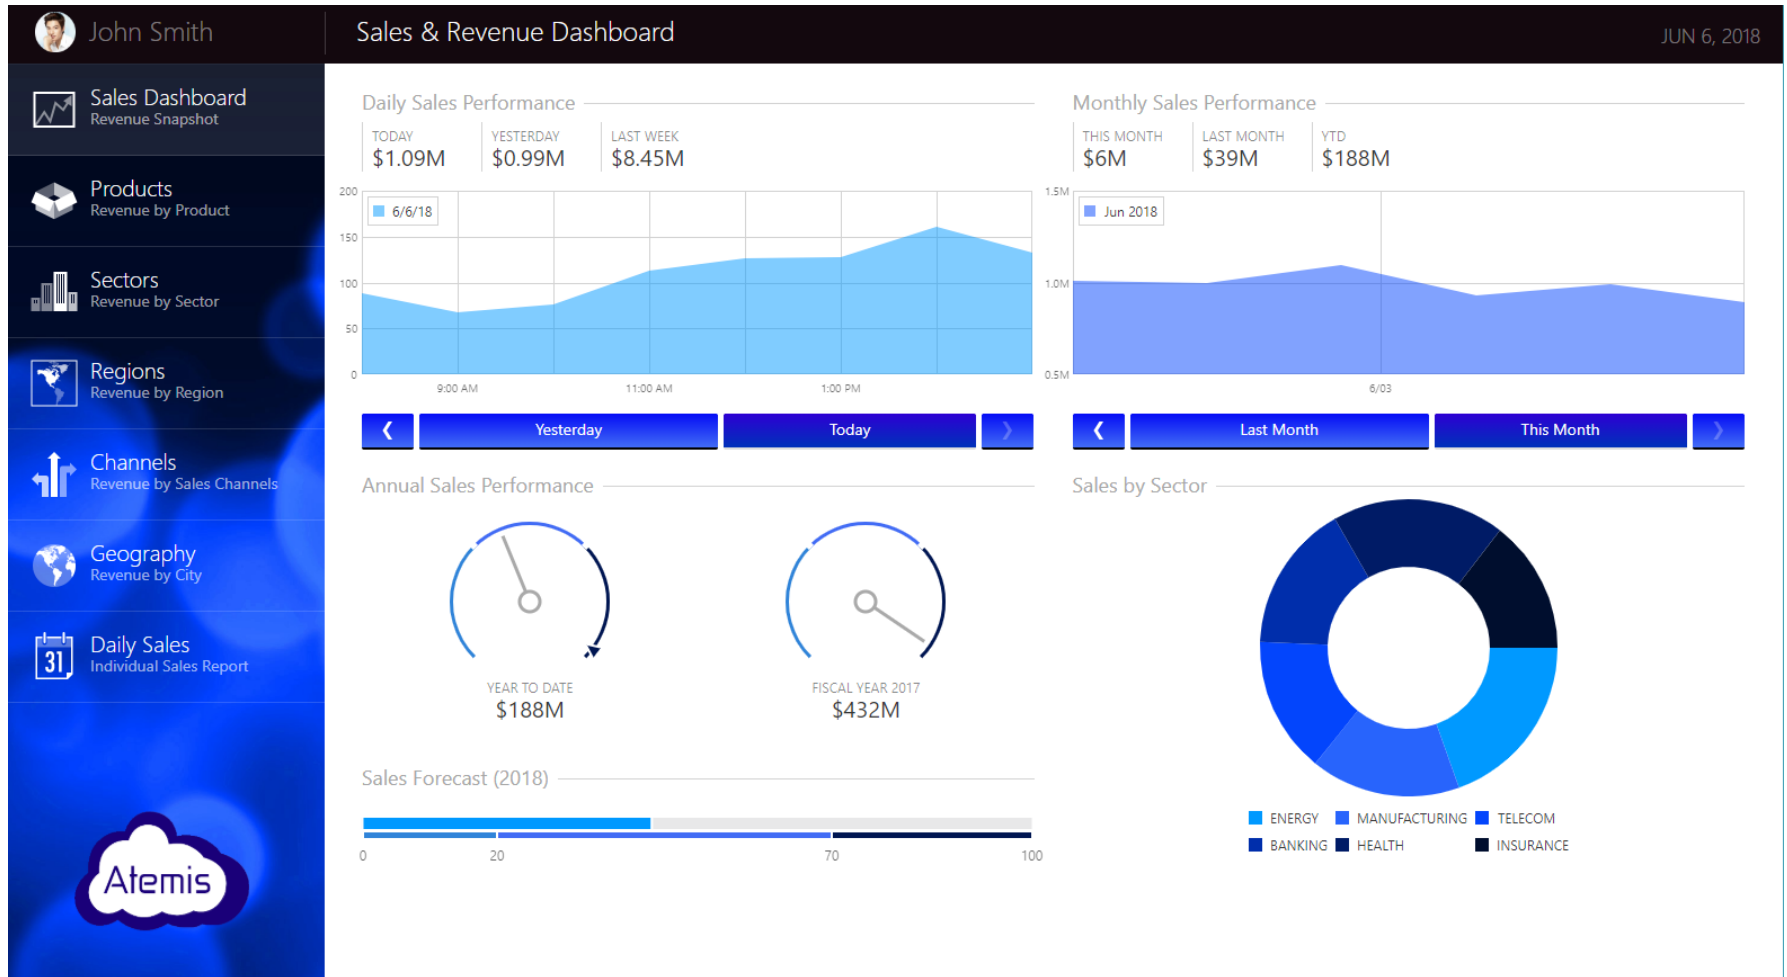 John Smith
Sales & Revenue Dashboard
JUN 6, 2018
Sales Dashboard
Revenue Snapshot
Products
Revenue by Product
Sectors
Revenue by Sector
Regions
Revenue by Region
Channels
Revenue by Sales Channels
Geography
Revenue by City
31
Daily Sales
Individual Sales Report
Atemis
Daily Sales Performance
TODAY
$1.09M
YESTERDAY
$0.99M
LAST WEEK
$8.45M
6/6/18
200
150
100
50
0
9:00 AM
11:00 AM
1:00 PM
Yesterday
Today
Monthly Sales Performance
THIS MONTH
$6M
LAST MONTH
$39M
YTD
$188M
Jun 2018
1.5M
1.0M
0.5M
6/03
Last Month
This Month
Annual Sales Performance
YEAR TO DATE
$188M
FISCAL YEAR 2017
$432M
Sales Forecast (2018)
0
20
70
100
Sales by Sector
ENERGY
MANUFACTURING
TELECOM
BANKING
HEALTH
INSURANCE